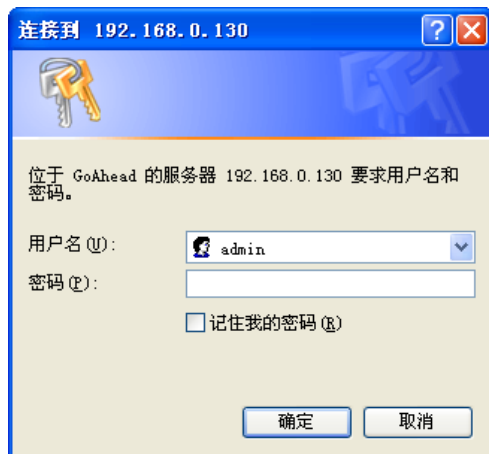 连接到 192.168.0.130
位于 GoAhead 的服务器 192.168.0.130 要求用户名和
密码。
用户名(U):
admin
密码(P):
记住我的密码(R)
确定
取消